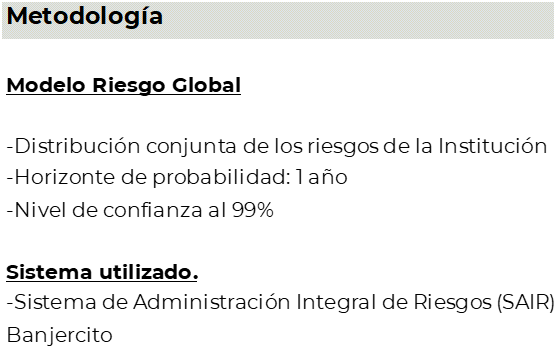 Metodología
Modelo Riesgo Global
-Distribución conjunta de los riesgos de la Institución
-Horizonte de probabilidad: 1 año
-Nivel de confianza al 99%
Sistema utilizado.
-Sistema de Administración Integral de Riesgos (SAIR)
Banjercito